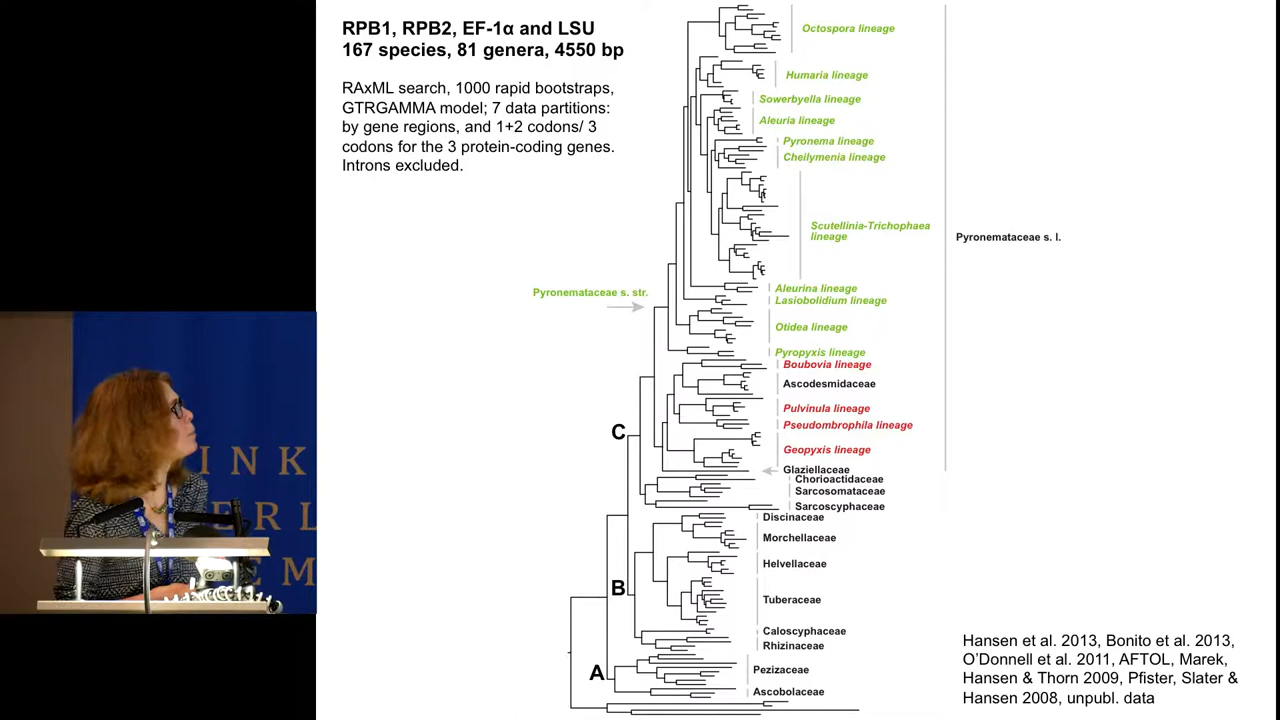 RPB1, RPB2, EF-1α and LSU
167 species, 81 genera, 4550 bp
RAxML search, 1000 rapid bootstraps,
GTRGAMMA model; 7 data partitions:
by gene regions, and 1+2 codons/ 3
codons for the 3 protein-coding genes.
Introns excluded.
Octospora lineage
Humaria lineage
Sowerbyella lineage
Aleuria lineage
Pyronema lineage
Cheilymenia lineage
Scutellinia-Trichophaea
lineage
Pyronemataceae s. l.
Pyronemataceae s. str.
Aleurina lineage
Lasiobolidium lineage
Otidea lineage
Pyropyxis lineage
Boubovia lineage
Ascodesmidaceae
Pulvinula lineage
Pseudombrophila lineage
C
Geopyxis lineage
Glaziellaceae
Chorioactidaceae
Sarcosomataceae
Sarcoscyphaceae
Discinaceae
Morchellaceae
Helvellaceae
B
Tuberaceae
Caloscyphaceae
Rhizinaceae
A
Pezizaceae
Ascobolaceae
Hansen et al. 2013, Bonito et al. 2013,
O'Donnell et al. 2011, AFTOL, Marek,
Hansen & Thorn 2009, Pfister, Slater &
Hansen 2008, unpubl. data
INK
ERL
EM